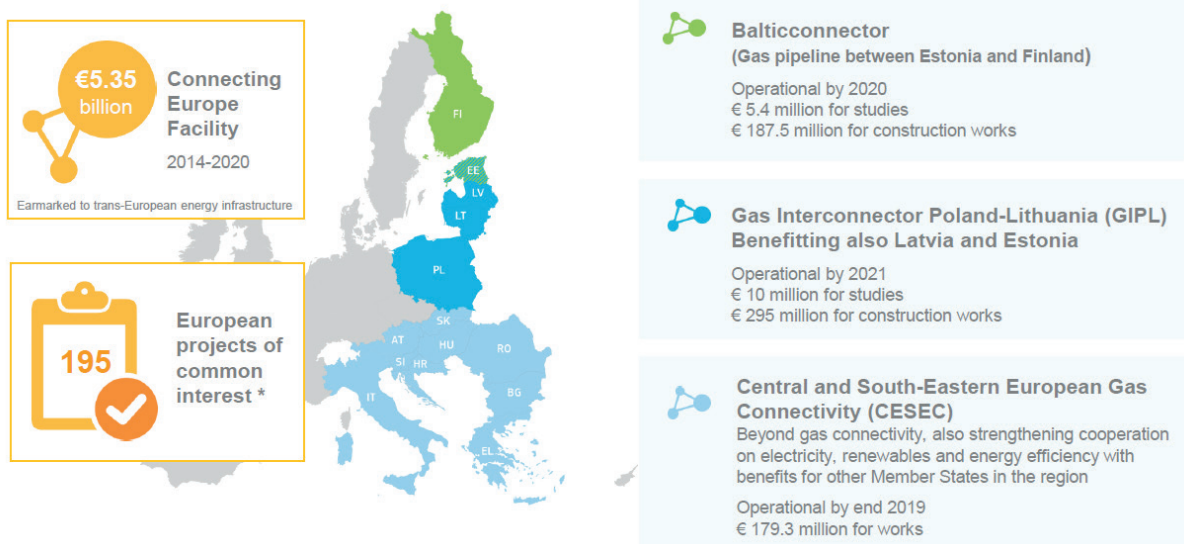 €5.35
billion
Connecting
Europe
Facility
2014-2020
Earmarked to trans-European energy infrastructure
195
European
projects of
common
interest *
FI
EE
LV
LT
PL
SK
AT
HU
RO
SI
HR
IT
BG
EL
Balticconnector
(Gas pipeline between Estonia and Finland)
Operational by 2020
€ 5.4 million for studies
€ 187.5 million for construction works
Gas Interconnector Poland-Lithuania (GIPL)
Benefitting also Latvia and Estonia
Operational by 2021
€ 10 million for studies
€ 295 million for construction works
Central and South-Eastern European Gas
Connectivity (CESEC)
Beyond gas connectivity, also strengthening cooperation
on electricity, renewables and energy efficiency with
benefits for other Member States in the region
Operational by end 2019
€ 179.3 million for works